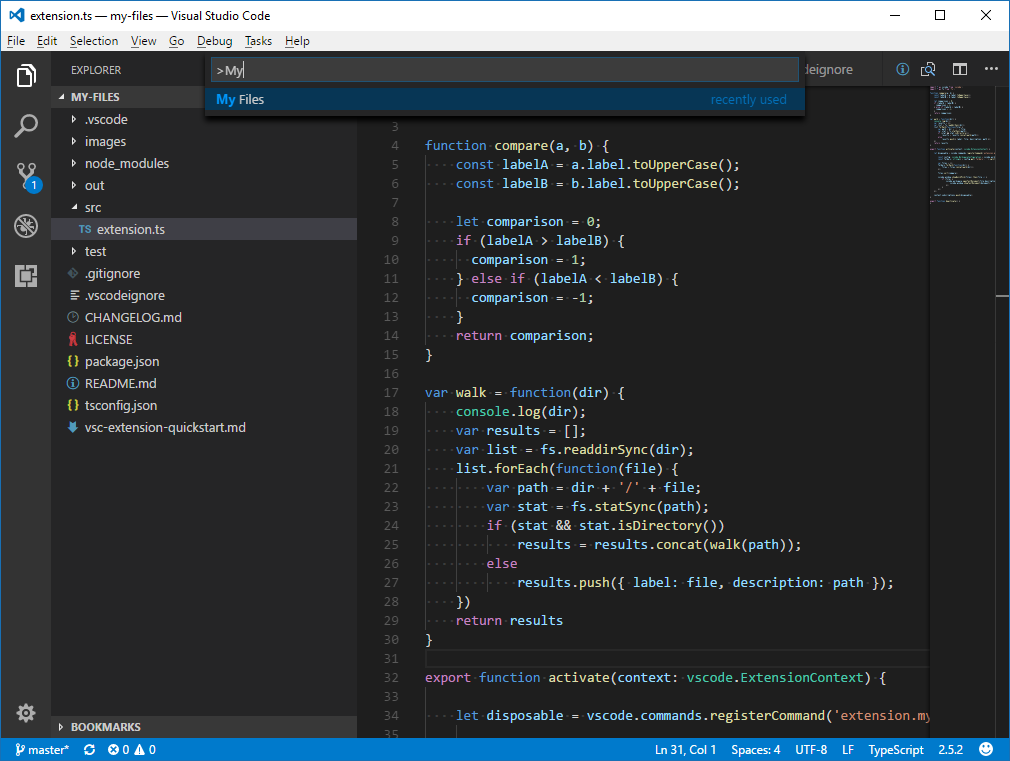 extension.ts — my-files — Visual Studio Code
File Edit Selection View Go Debug Tasks Help
EXPLORER
>My
deignore
My Files recently used
MY-FILES
.vscode
images
node_modules
out
src
TS extension.ts
test
.gitignore
.vscodeignore
CHANGELOG.md
LICENSE
{} package.json
README.md
{} tsconfig.json
vsc-extension-quickstart.md
BOOKMARKS
1
3
4 function compare(a, b) {
5 const labelA = a.label.toUpperCase();
6 const labelB = b.label.toUpperCase();
7
8 let comparison = 0;
9 if (labelA > labelB) {
10 comparison = 1;
11 } else if (labelA < labelB) {
12 comparison = -1;
13 }
14 return comparison;
15 }
16
17 var walk = function(dir) {
18 console.log(dir);
19 var results = [];
20 var list = fs.readdirSync(dir);
21 list.forEach(function(file) {
22 var path = dir + '/' + file;
23 var stat = fs.statSync(path);
24 if (stat && stat.isDirectory())
25 results = results.concat(walk(path));
26 else
27 results.push({ label: file, description: path });
28 })
29 return results
30 }
31
32 export function activate(context: vscode.ExtensionContext) {
33
34 let disposable = vscode.commands.registerCommand('extension.my
35
master* 0 0 Ln 31, Col 1 Spaces: 4 UTF-8 LF TypeScript 2.5.2